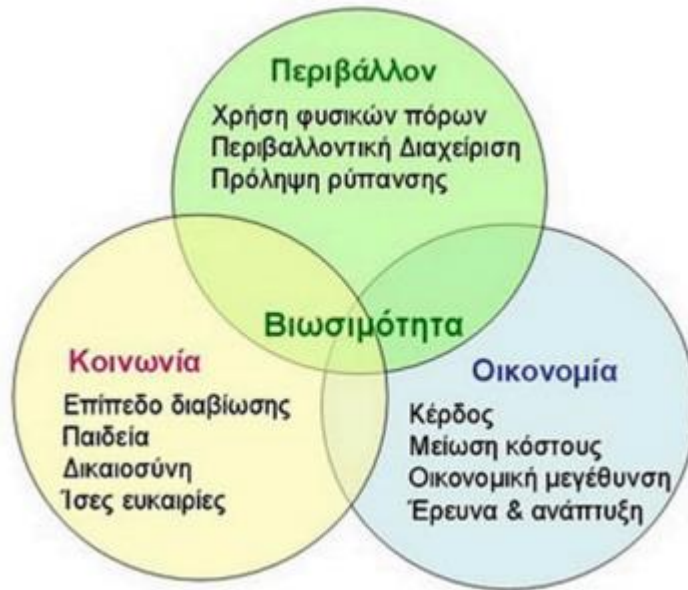 Περιβάλλον
Χρήση φυσικών πόρων
Περιβαλλοντική Διαχείριση
Πρόληψη ρύπανσης
Βιωσιμότητα
Κοινωνία
Επίπεδο διαβίωσης
Παιδεία
Δικαιοσύνη
Ίσες ευκαιρίες
Οικονομία
Κέρδος
Μείωση κόστους
Οικονομική μεγέθυνση
Έρευνα & ανάπτυξη